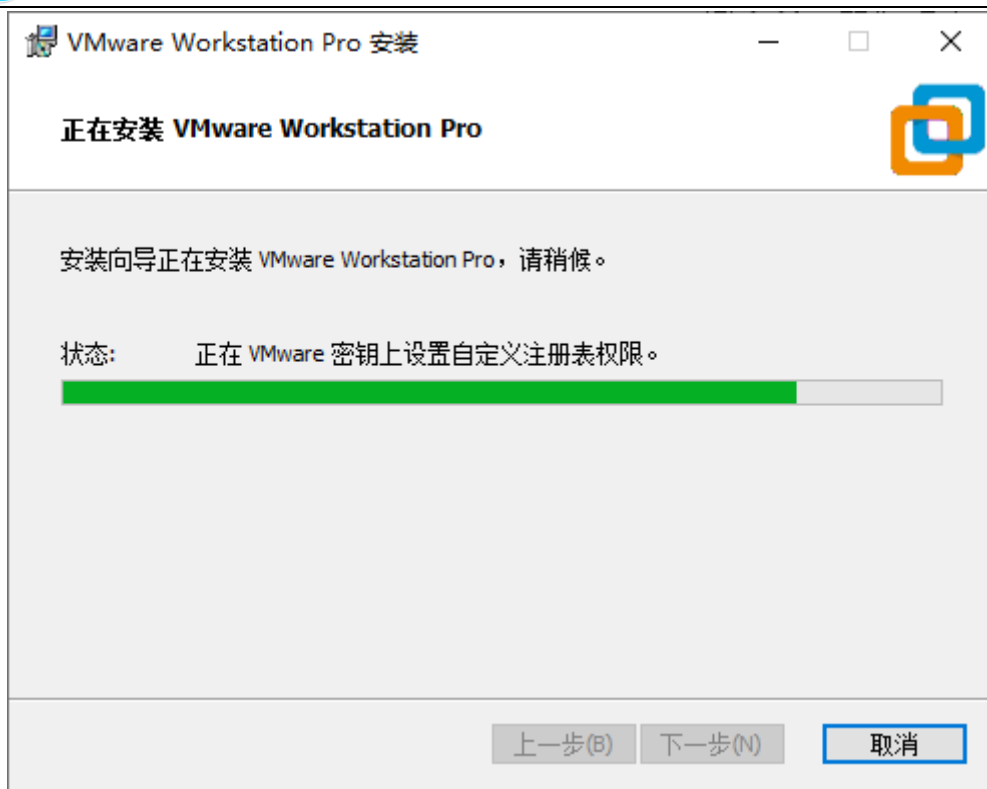 VMware Workstation Pro 安装
正在安装 VMware Workstation Pro
安装向导正在安装 VMware Workstation Pro，请稍候。
状态: 正在 VMware 密钥上设置自定义注册表权限。
上一步(B) 下一步(N) 取消